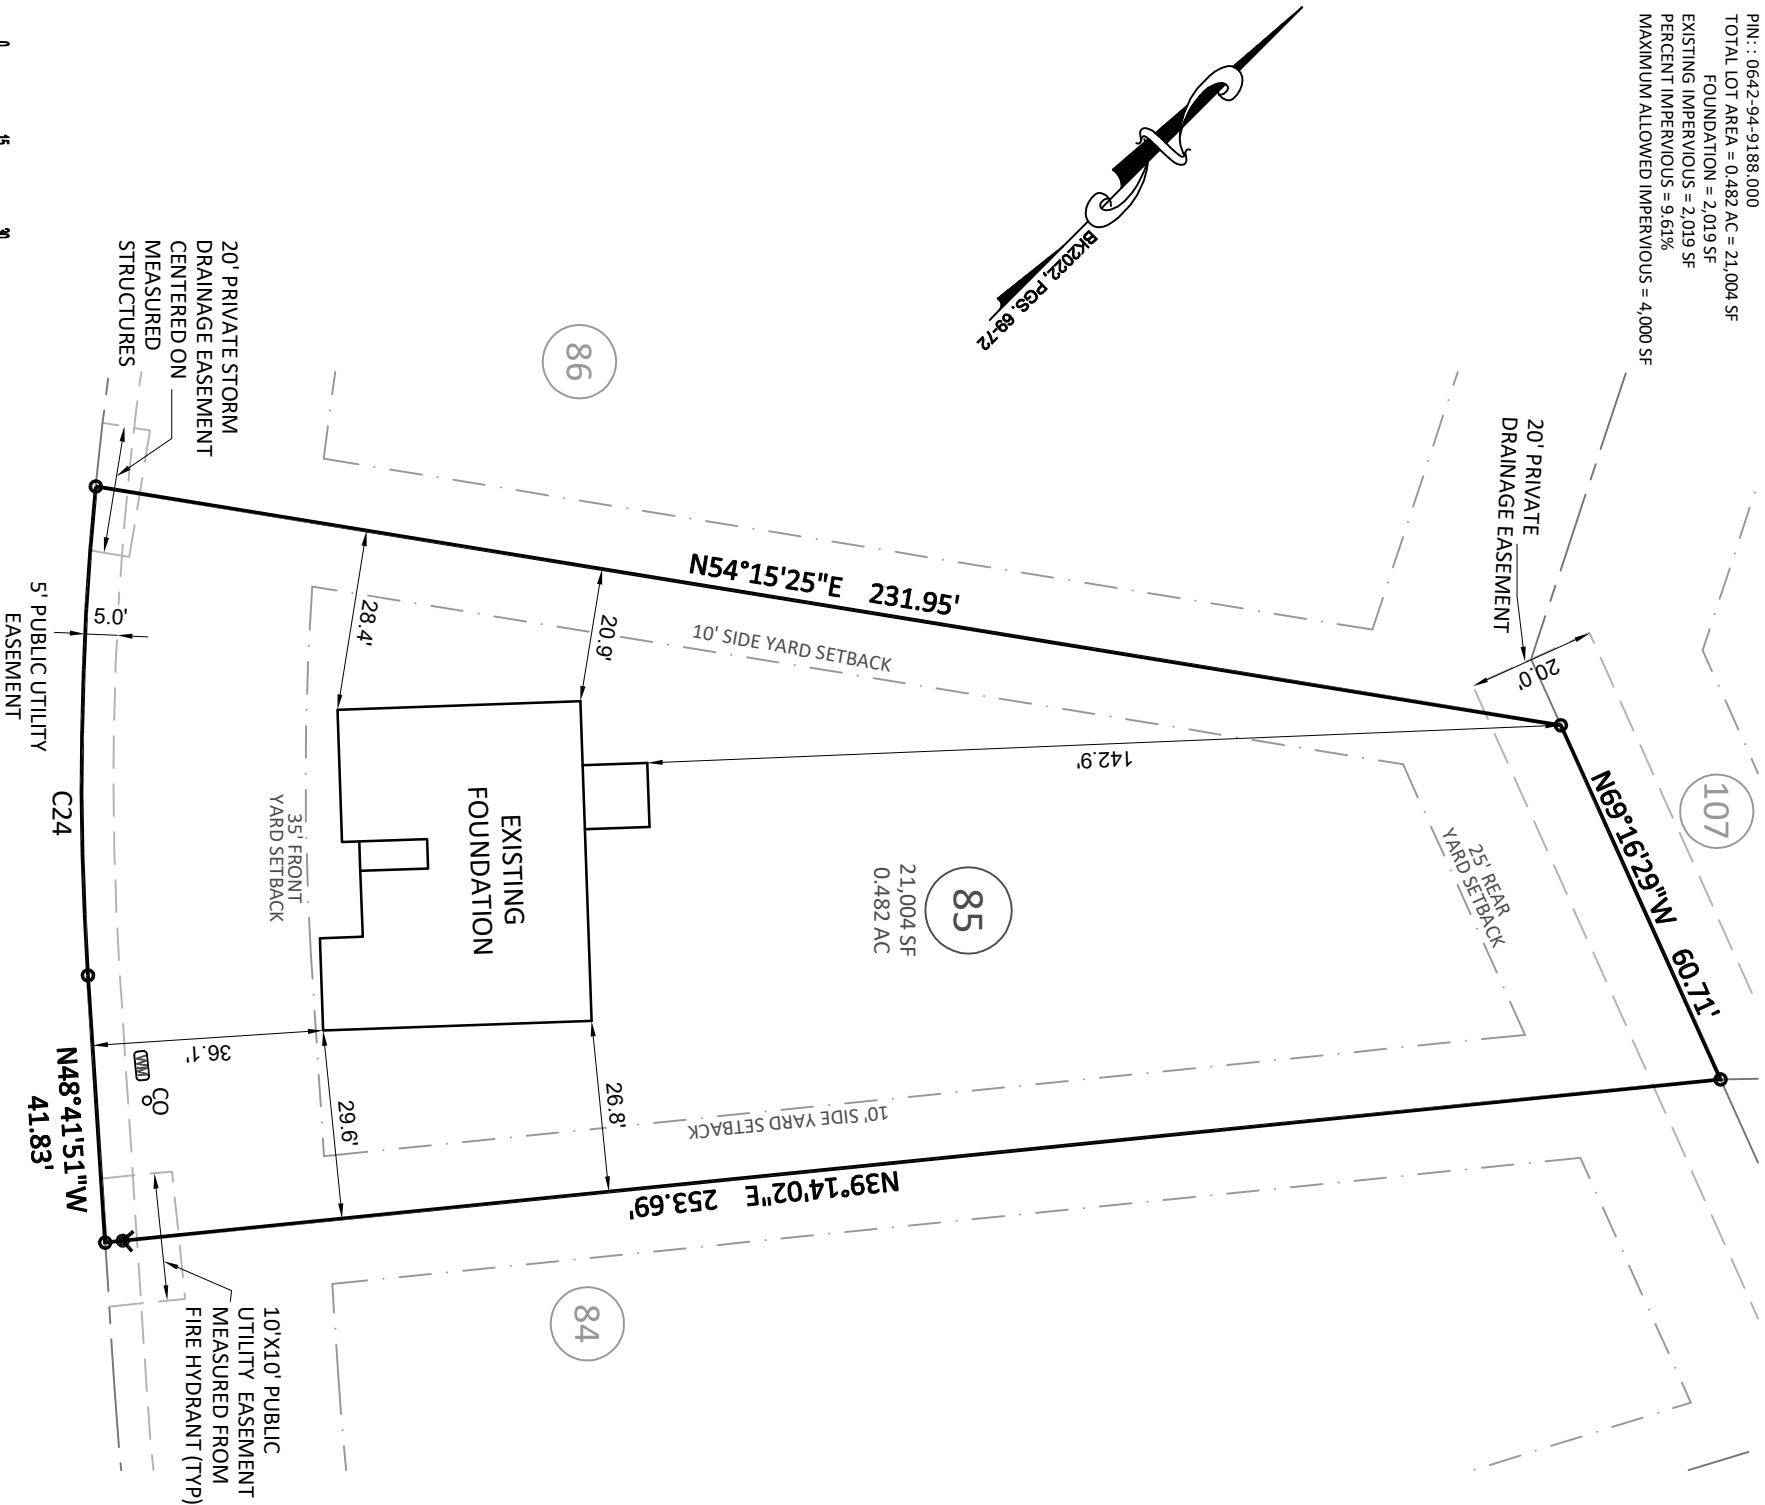 PIN: : 0642-94-9188.000
TOTAL LOT AREA = 0.482 AC = 21,004 SF
FOUNDATION = 2,019 SF
EXISTING IMPERVIOUS = 2,019 SF
PERCENT IMPERVIOUS = 9.61%
MAXIMUM ALLOWED IMPERVIOUS = 4,000 SF
BK2022, PGS. 69-72
20' PRIVATE
DRAINAGE EASEMENT
20.0'
107
N69°16'29"W 60.71'
25' REAR
YARD SETBACK
86
N54°15'25"E 231.95'
10' SIDE YARD SETBACK
142.9'
85
21,004 SF
0.482 AC
20.9'
28.4'
EXISTING
FOUNDATION
26.8'
29.6'
10' SIDE YARD SETBACK
N39°14'02"E 253.69'
84
35' FRONT
YARD SETBACK
36.1'
20' PRIVATE STORM
DRAINAGE EASEMENT
CENTERED ON
MEASURED
STRUCTURES
5.0'
5' PUBLIC UTILITY
EASEMENT
C24
WM
CO
N48°41'51"W
41.83'
10'X10' PUBLIC
UTILITY EASEMENT
MEASURED FROM
FIRE HYDRANT (TYP)
0
15
30